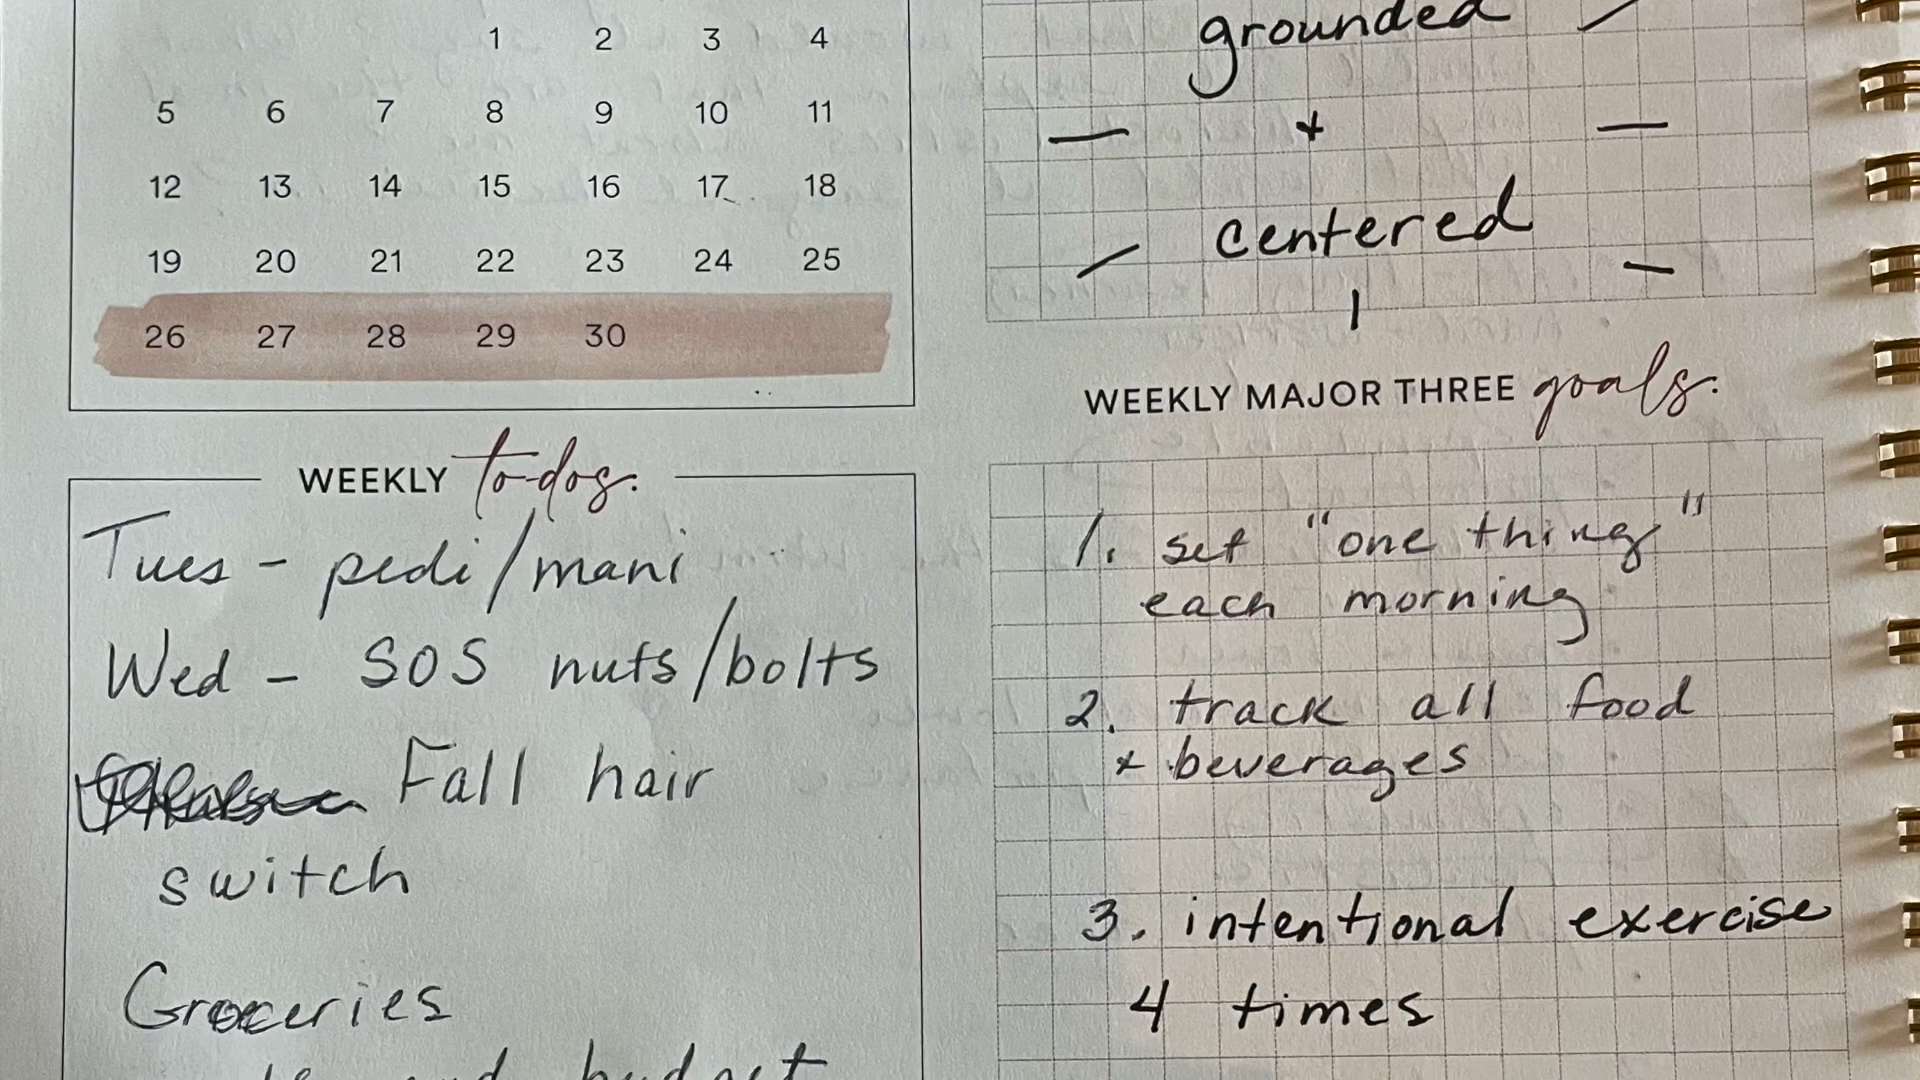 1 2 3 4
5 6 7 8 9 10 11
12 13 14 15 16 17 18
19 20 21 22 23 24 25
26 27 28 29 30
WEEKLY to-dos:
Tues - pedi/mani
Wed - SOS nuts/bolts
Fall hair
switch
Groceries
budget
grounded
+
centered
WEEKLY MAJOR THREE goals:
1. set "one thing"
each morning
2. track all food
+ beverages
3. intentional exercise
4 times